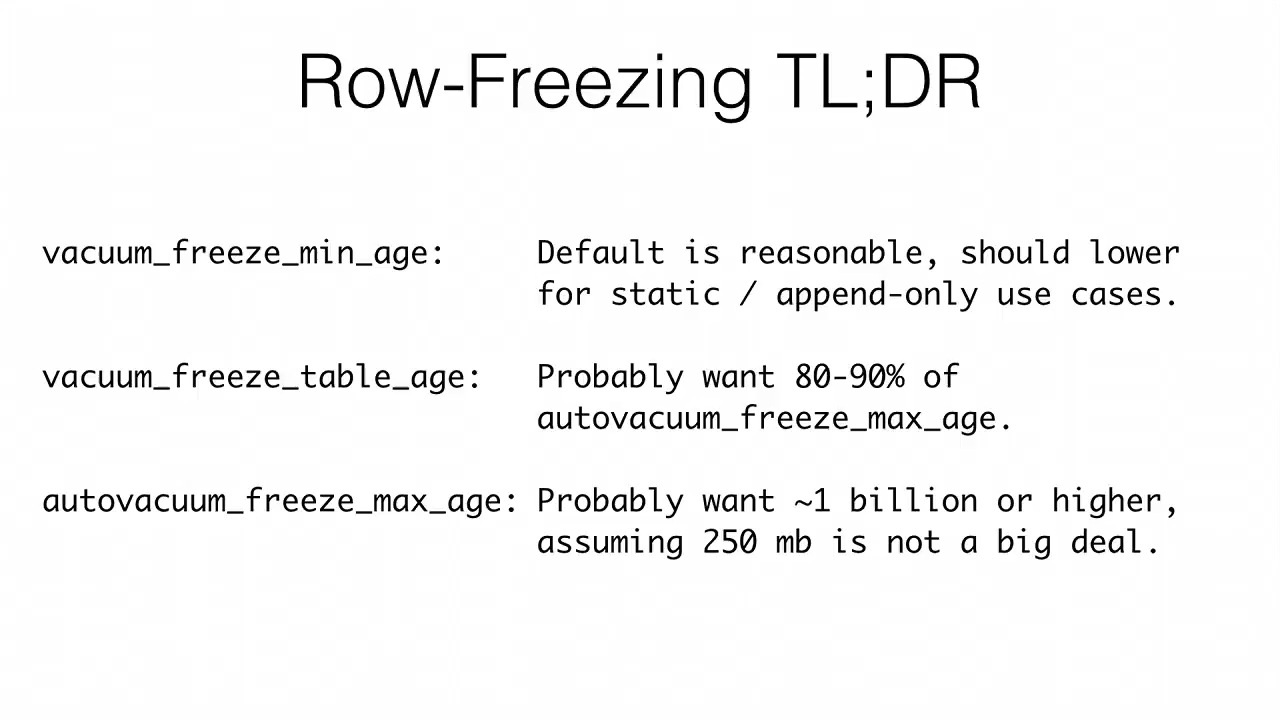 Row-Freezing TL;DR
vacuum_freeze_min_age: Default is reasonable, should lower
for static / append-only use cases.
vacuum_freeze_table_age: Probably want 80-90% of
autovacuum_freeze_max_age.
autovacuum_freeze_max_age: Probably want ~1 billion or higher,
assuming 250 mb is not a big deal.